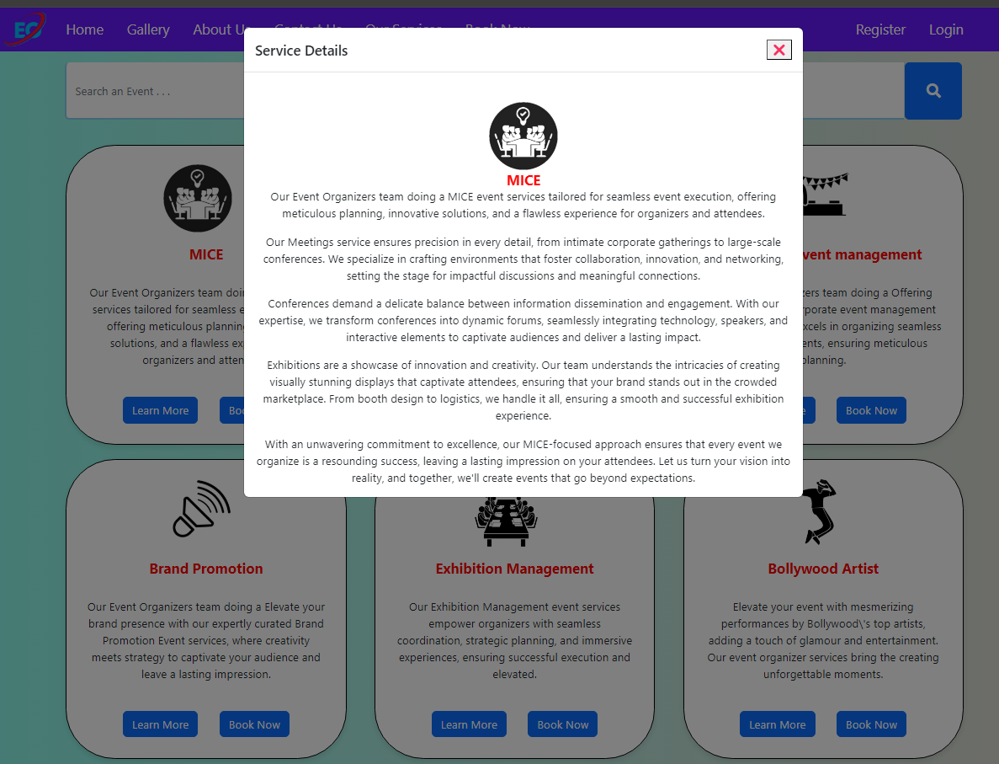 EO
Home Gallery About Us Contact Us Our Services Book Now Register Login
Service Details
Search an Event . . .
MICE
Our Event Organizers team doing a MICE event services tailored for seamless event execution, offering
meticulous planning, innovative solutions, and a flawless experience for organizers and attendees.
Our Meetings service ensures precision in every detail, from intimate corporate gatherings to large-scale
conferences. We specialize in crafting environments that foster collaboration, innovation, and networking,
setting the stage for impactful discussions and meaningful connections.
Conferences demand a delicate balance between information dissemination and engagement. With our
expertise, we transform conferences into dynamic forums, seamlessly integrating technology, speakers, and
interactive elements to captivate audiences and deliver a lasting impact.
Exhibitions are a showcase of innovation and creativity. Our team understands the intricacies of creating
visually stunning displays that captivate attendees, ensuring that your brand stands out in the crowded
marketplace. From booth design to logistics, we handle it all, ensuring a smooth and successful exhibition
experience.
With an unwavering commitment to excellence, our MICE-focused approach ensures that every event we
organize is a resounding success, leaving a lasting impression on your attendees. Let us turn your vision into
reality, and together, we'll create events that go beyond expectations.
MICE
Our Event Organizers team doi
services tailored for seamless e
offering meticulous planning
solutions, and a flawless ex
organizers and atten
Learn More Boo
vent management
zers team doing a Offering
rporate event management
xcels in organizing seamless
ents, ensuring meticulous
planning.
e Book Now
Brand Promotion
Our Event Organizers team doing a Elevate your
brand presence with our expertly curated Brand
Promotion Event services, where creativity
meets strategy to captivate your audience and
leave a lasting impression.
Learn More Book Now
Exhibition Management
Our Exhibition Management event services
empower organizers with seamless
coordination, strategic planning, and immersive
experiences, ensuring successful execution and
elevated.
Learn More Book Now
Bollywood Artist
Elevate your event with mesmerizing
performances by Bollywood\'s top artists,
adding a touch of glamour and entertainment.
Our event organizer services bring the creating
unforgettable moments.
Learn More Book Now